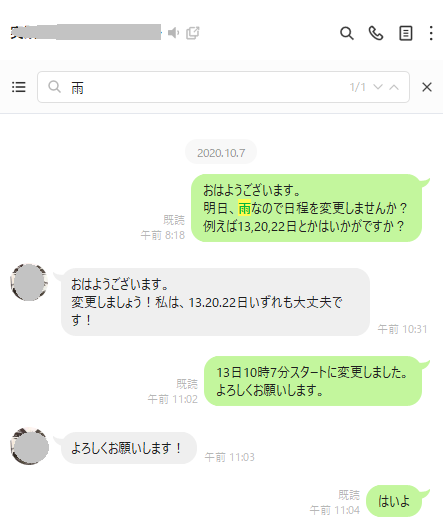 雨
1/1
2020.10.7
おはようございます。
明日、雨なので日程を変更しませんか？
例えば13,20,22日とかはいかがですか？
既読
午前 8:18
おはようございます。
変更しましょう！私は、13.20.22日いずれも大丈夫で
す！
午前 10:31
13日10時7分スタートに変更しました。
よろしくお願いします。
既読
午前 11:02
よろしくお願いします！
午前 11:03
はいよ
既読
午前 11:04